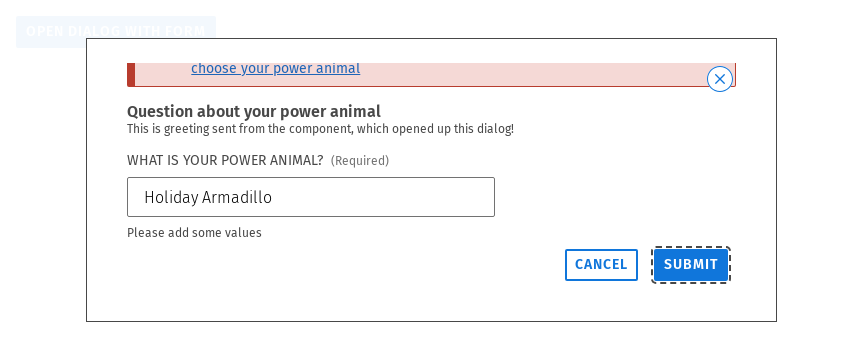 OPEN DIALOG WITH FORM
choose your power animal
Question about your power animal
This is greeting sent from the component, which opened up this dialog!
WHAT IS YOUR POWER ANIMAL? (Required)
Holiday Armadillo
Please add some values
CANCEL SUBMIT